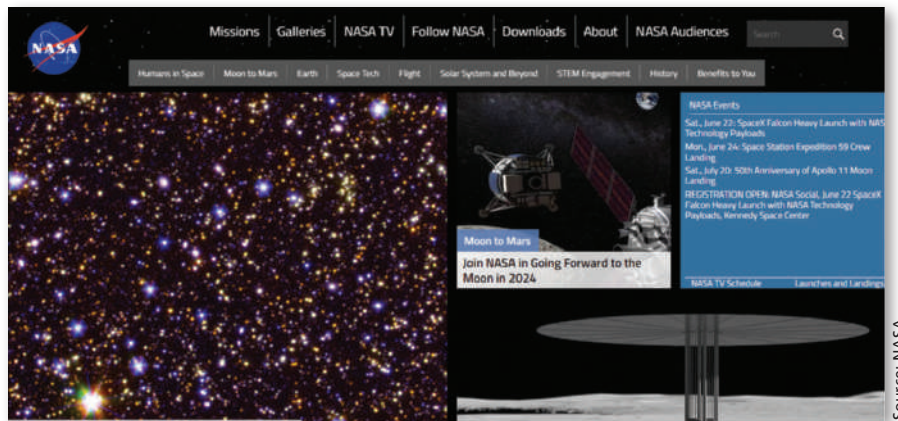 NASA
Missions
Galleries
NASA TV
Follow NASA
Downloads
About
NASA Audiences
Search
Humans in Space
Moon to Mars
Earth
Space Tech
Flight
Solar System and Beyond
STEM Engagement
History
Benefits to You
NASA Events
Sat., June 22: SpaceX Falcon Heavy Launch with NAS
Technology Payloads
Mon., June 24: Space Station Expedition 59 Crew
Landing
Sat., July 20: 50th Anniversary of Apollo 11 Moon
Landing
REGISTRATION OPEN: NASA Social, June 22 SpaceX
Falcon Heavy Launch with NASA Technology
Payloads, Kennedy Space Center
NASA TV Schedule
Launches and Landings
Moon to Mars
Join NASA in Going Forward to the
Moon in 2024
Source: NASA